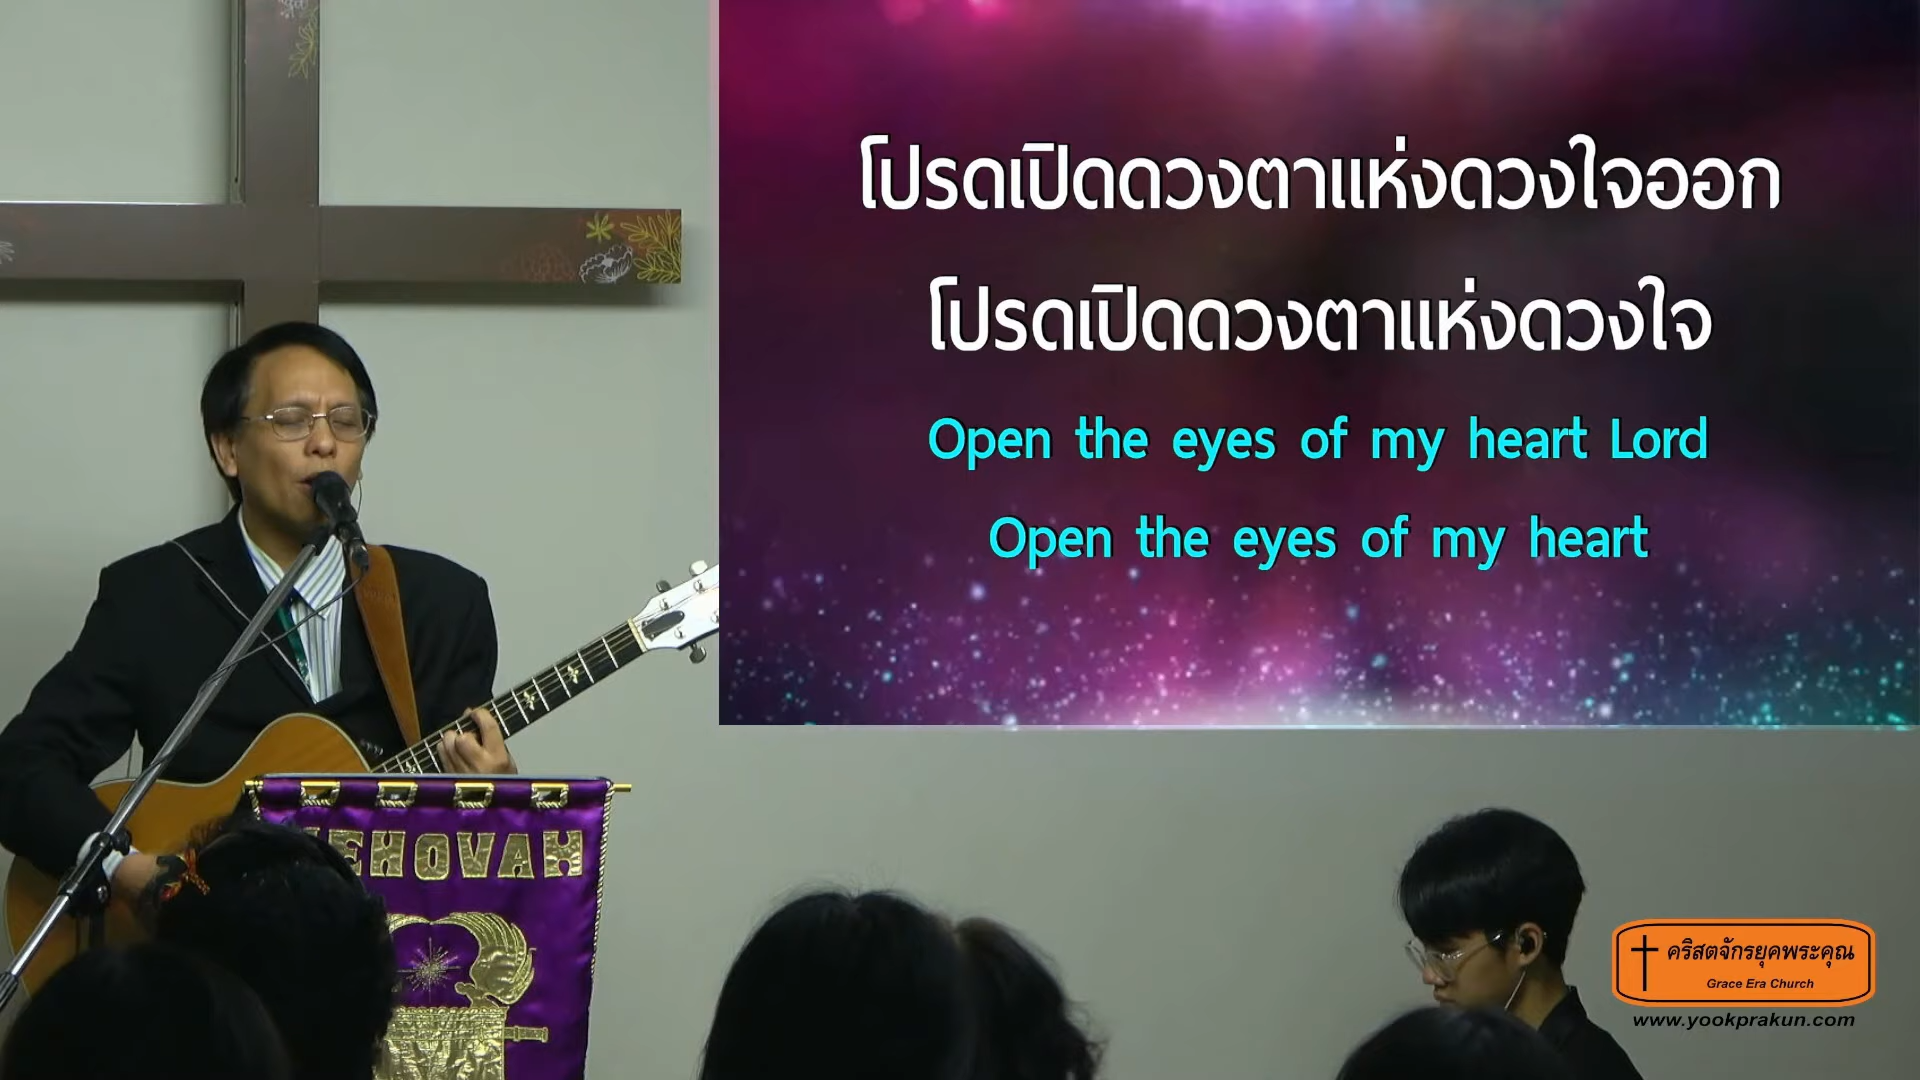 โปรดเปิดดวงตาแห่งดวงใจออก
โปรดเปิดดวงตาแห่งดวงใจ
Open the eyes of my heart Lord
Open the eyes of my heart
EHOVAH
คริสตจักรยุคพระคุณ
Grace Era Church
www.yookprakun.com